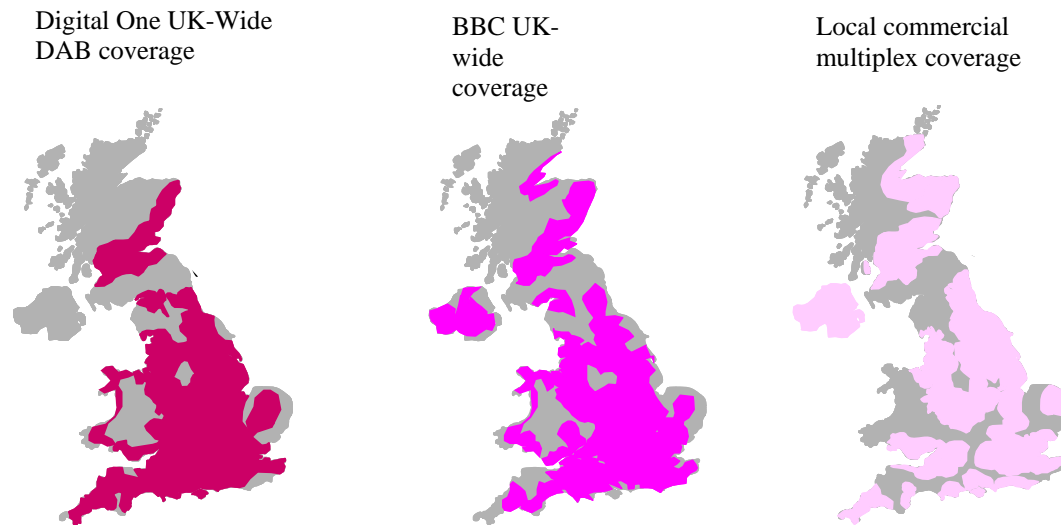 Digital One UK-Wide
DAB coverage
BBC UK-
wide
coverage
Local commercial
multiplex coverage